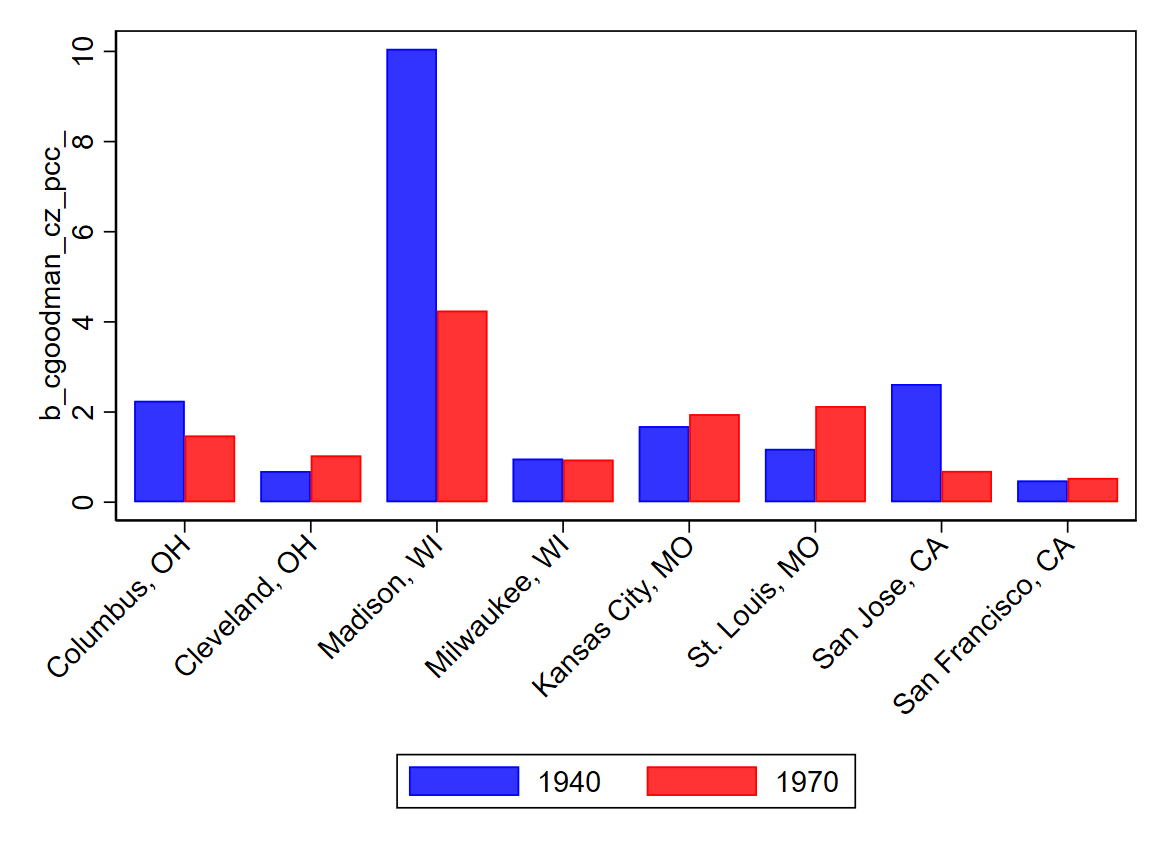 b_cgoodman_cz_pcc_
10
8
6
4
2
0
Columbus, OH
Cleveland, OH
Madison, WI
Milwaukee, WI
Kansas City, MO
St. Louis, MO
San Jose, CA
San Francisco, CA
1940
1970